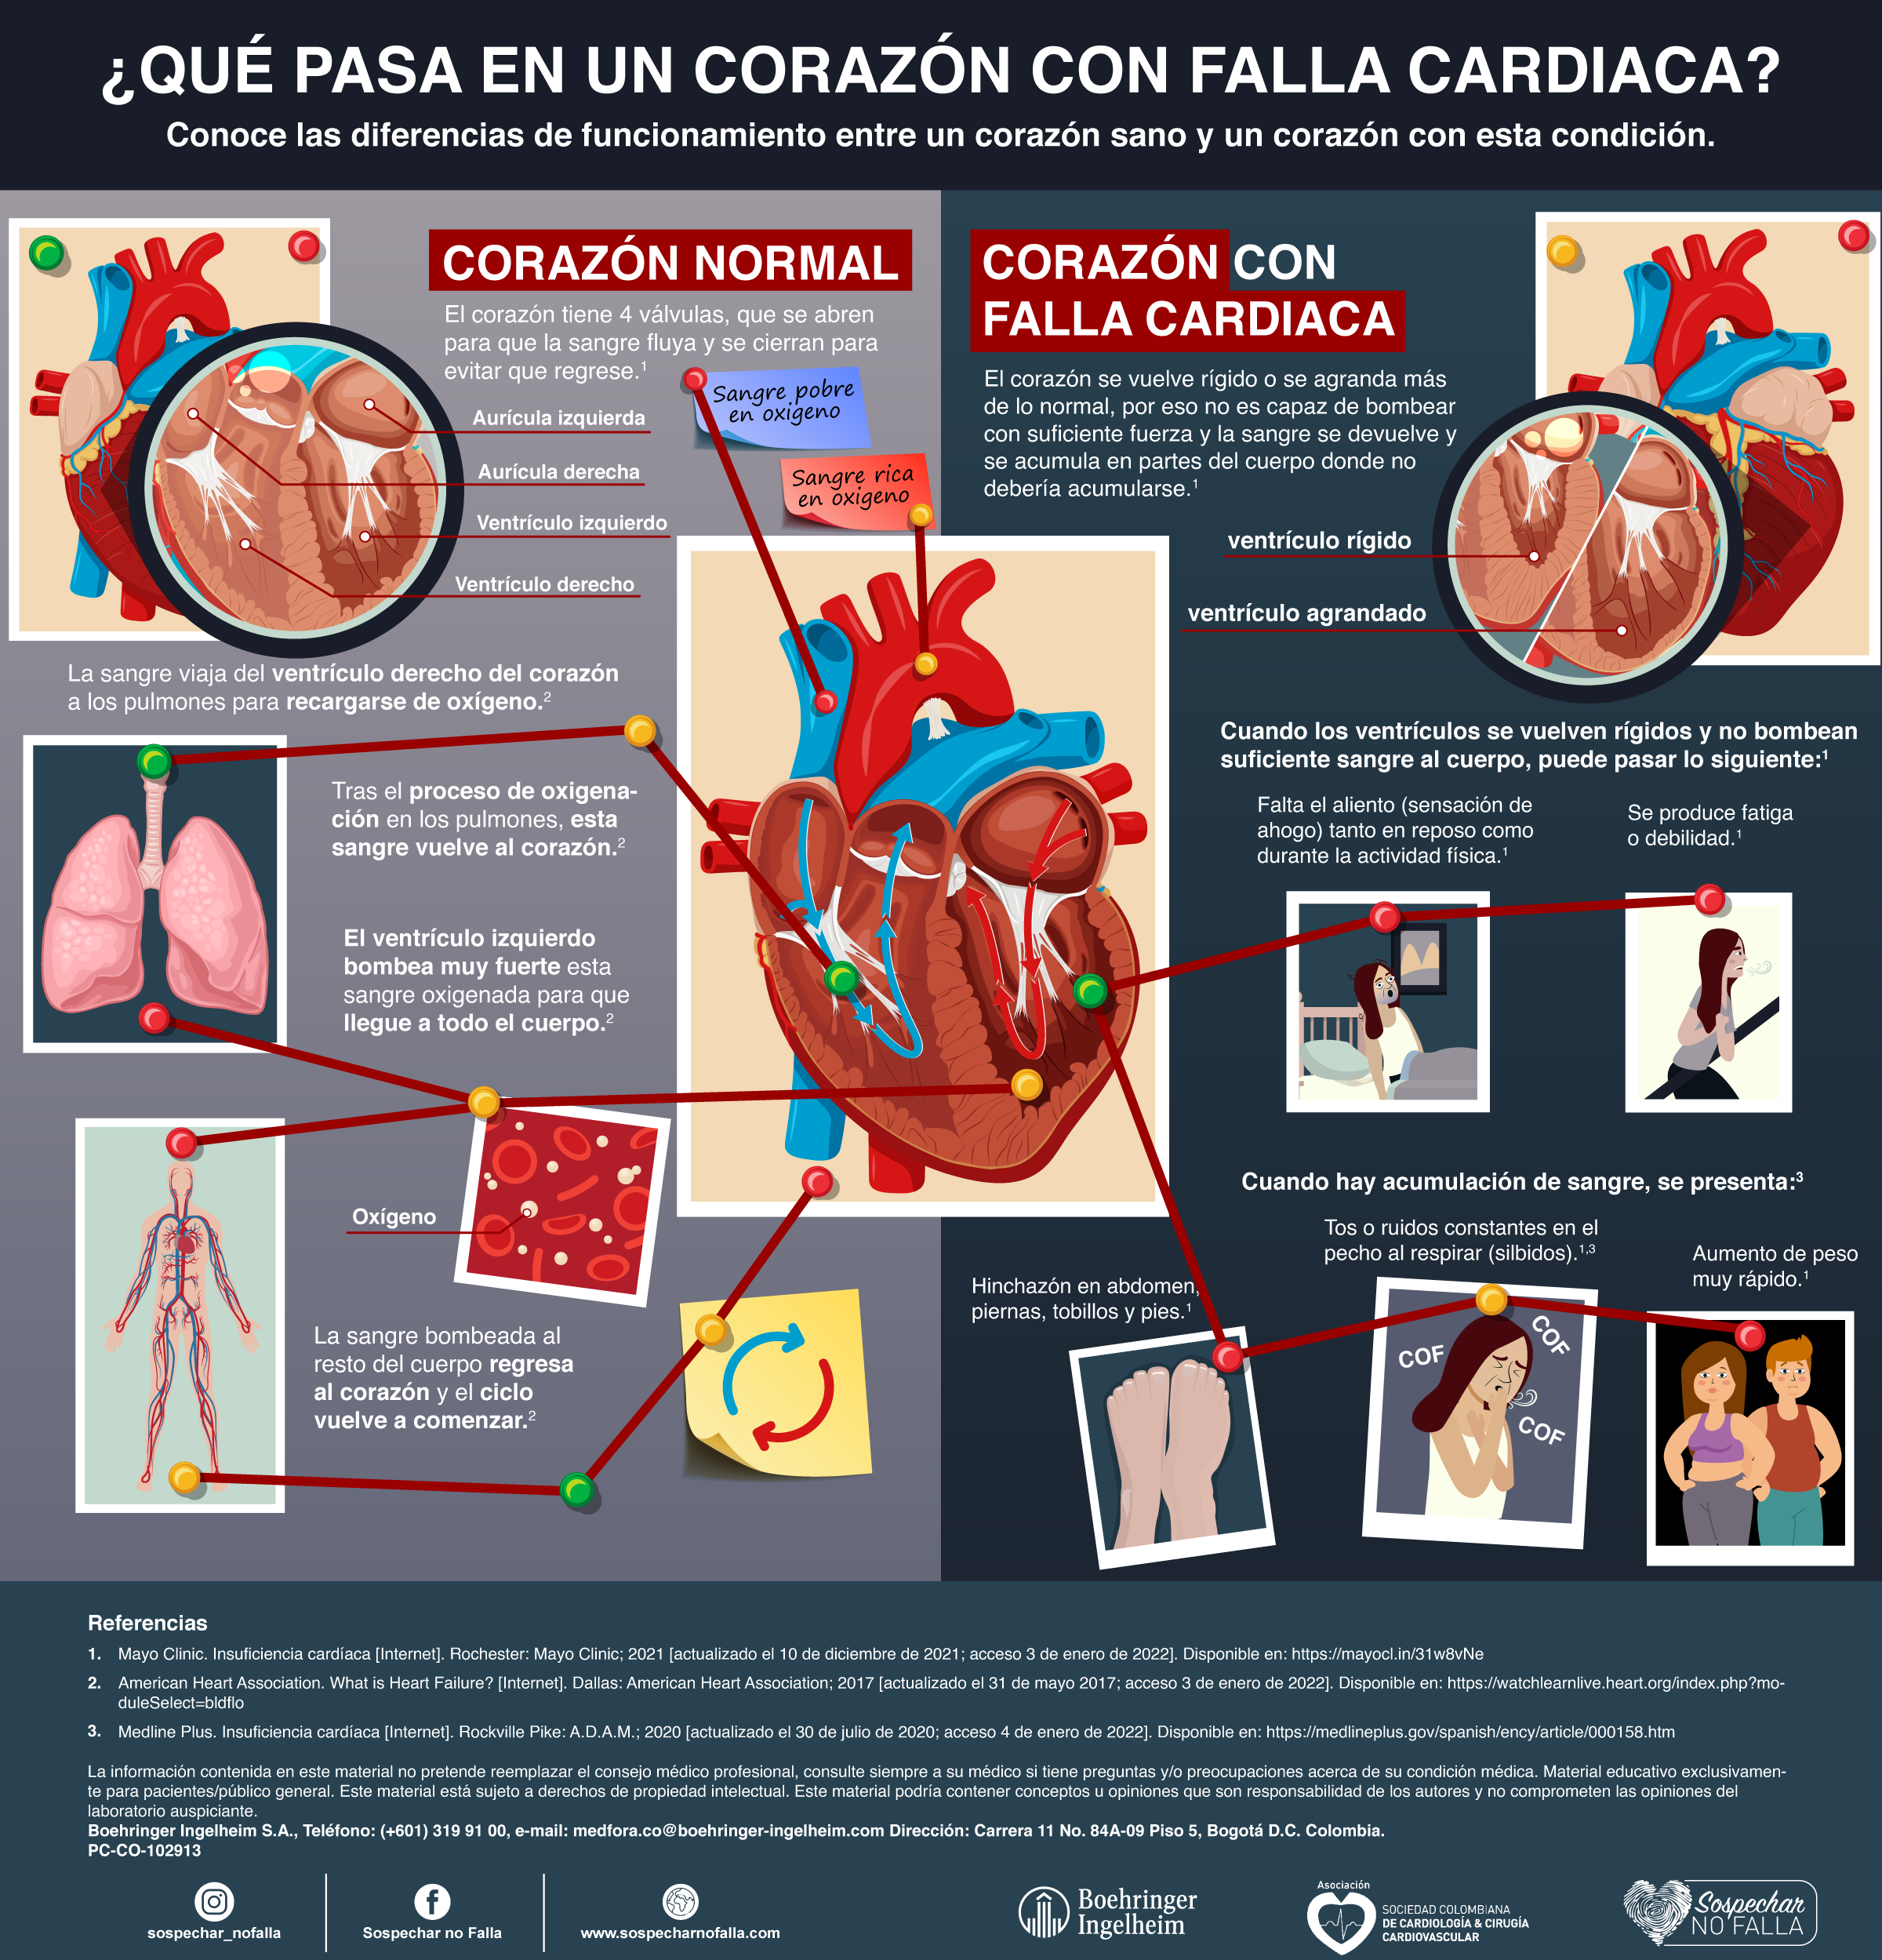 ¿QUÉ PASA EN UN CORAZÓN CON FALLA CARDIACA?
Conoce las diferencias de funcionamiento entre un corazón sano y un corazón con esta condición.
CORAZÓN NORMAL
El corazón tiene 4 válvulas, que se abren
para que la sangre fluya y se cierran para
evitar que regrese.¹
Aurícula izquierda
Aurícula derecha
Ventrículo izquierdo
Ventrículo derecho
Sangre pobre
en oxigeno
Sangre rica
en oxigeno
La sangre viaja del ventrículo derecho del corazón
a los pulmones para recargarse de oxígeno.²
Tras el proceso de oxigena-
ción en los pulmones, esta
sangre vuelve al corazón.²
El ventrículo izquierdo
bombea muy fuerte esta
sangre oxigenada para que
llegue a todo el cuerpo.²
Oxígeno
La sangre bombeada al
resto del cuerpo regresa
al corazón y el ciclo
vuelve a comenzar.²
CORAZÓN CON
FALLA CARDIACA
El corazón se vuelve rígido o se agranda más
de lo normal, por eso no es capaz de bombear
con suficiente fuerza y la sangre se devuelve y
se acumula en partes del cuerpo donde no
debería acumularse.¹
ventrículo rígido
ventrículo agrandado
Cuando los ventrículos se vuelven rígidos y no bombean
suficiente sangre al cuerpo, puede pasar lo siguiente:¹
Falta el aliento (sensación de
ahogo) tanto en reposo como
durante la actividad física.¹
Se produce fatiga
o debilidad.¹
Cuando hay acumulación de sangre, se presenta:³
Hinchazón en abdomen,
piernas, tobillos y pies.¹
Tos o ruidos constantes en el
pecho al respirar (silbidos).¹,³
Aumento de peso
muy rápido.¹
COF
COF
COF
Referencias
1. Mayo Clinic. Insuficiencia cardíaca [Internet]. Rochester: Mayo Clinic; 2021 [actualizado el 10 de diciembre de 2021; acceso 3 de enero de 2022]. Disponible en: https://mayocl.in/31w8vNe
2. American Heart Association. What is Heart Failure? [Internet]. Dallas: American Heart Association; 2017 [actualizado el 31 de mayo 2017; acceso 3 de enero de 2022]. Disponible en: https://watchlearnlive.heart.org/index.php?mo-
duleSelect=bldflo
3. Medline Plus. Insuficiencia cardíaca [Internet]. Rockville Pike: A.D.A.M.; 2020 [actualizado el 30 de julio de 2020; acceso 4 de enero de 2022]. Disponible en: https://medlineplus.gov/spanish/ency/article/000158.htm
La información contenida en este material no pretende reemplazar el consejo médico profesional, consulte siempre a su médico si tiene preguntas y/o preocupaciones acerca de su condición médica. Material educativo exclusivamen-
te para pacientes/público general. Este material está sujeto a derechos de propiedad intelectual. Este material podría contener conceptos u opiniones que son responsabilidad de los autores y no comprometen las opiniones del
laboratorio auspiciante.
Boehringer Ingelheim S.A., Teléfono: (+601) 319 91 00, e-mail: medfora.co@boehringer-ingelheim.com Dirección: Carrera 11 No. 84A-09 Piso 5, Bogotá D.C. Colombia.
PC-CO-102913
sospechar_nofalla
Sospechar no Falla
www.sospecharnofalla.com
Boehringer
Ingelheim
Asociación
SOCIEDAD COLOMBIANA
DE CARDIOLOGÍA & CIRUGÍA
CARDIOVASCULAR
Sospechar
NO FALLA